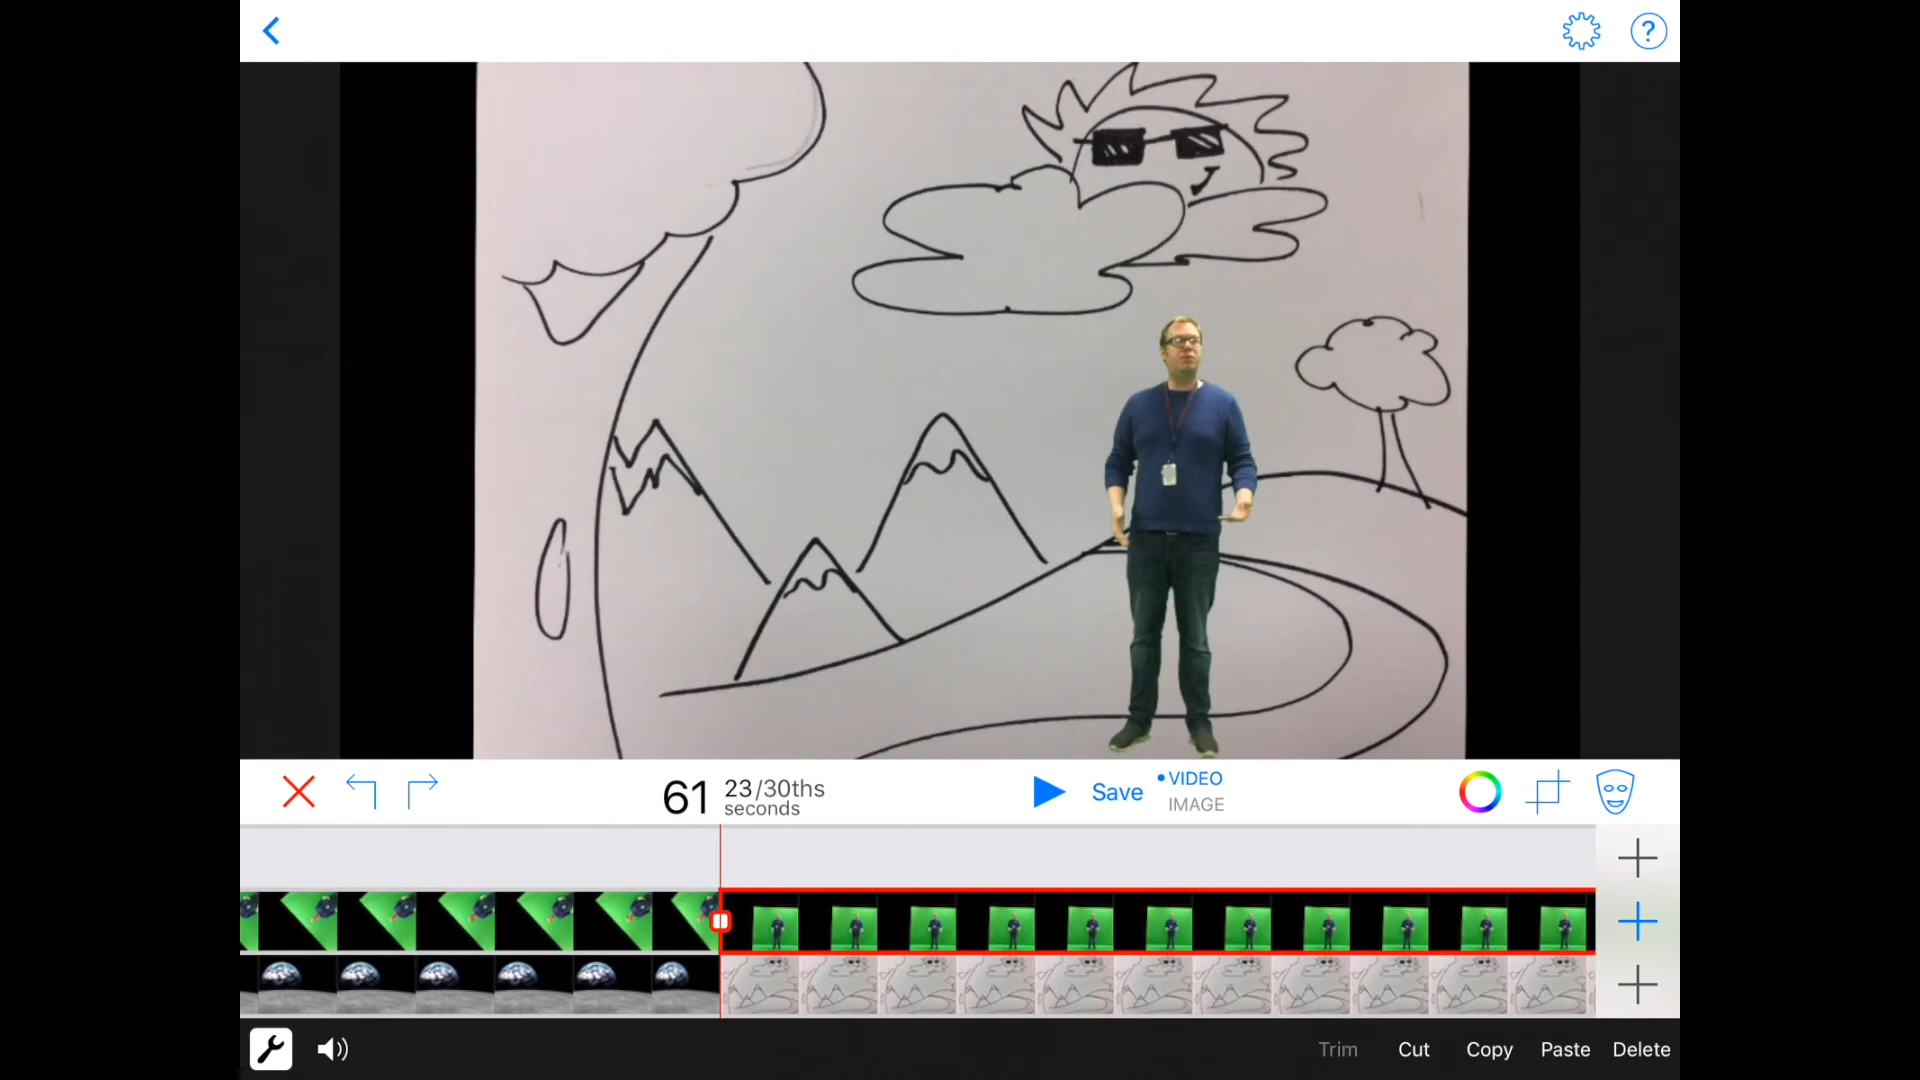 ?
61 23/30ths
seconds
Save
VIDEO
IMAGE
Trim Cut Copy Paste Delete